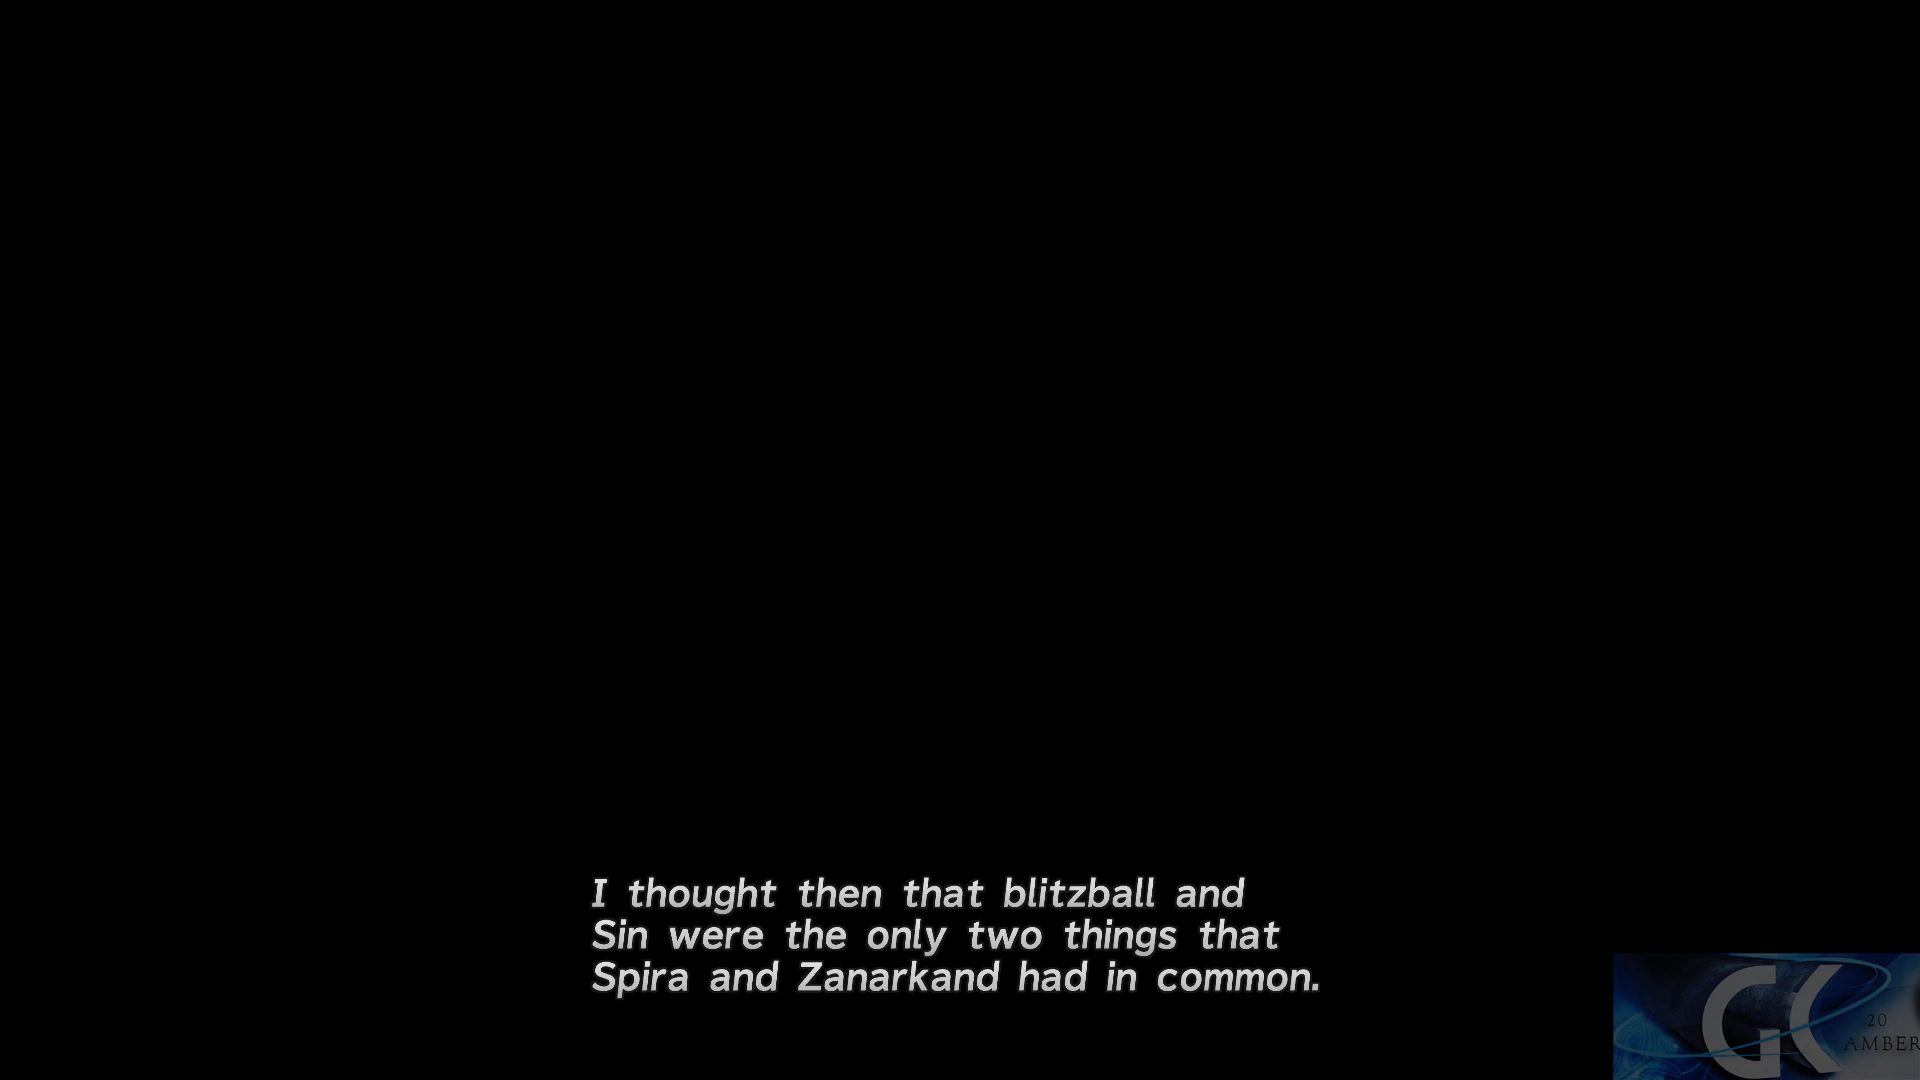 I thought then that blitzball and
Sin were the only two things that
Spira and Zanarkand had in common.
GK
20
AMBER